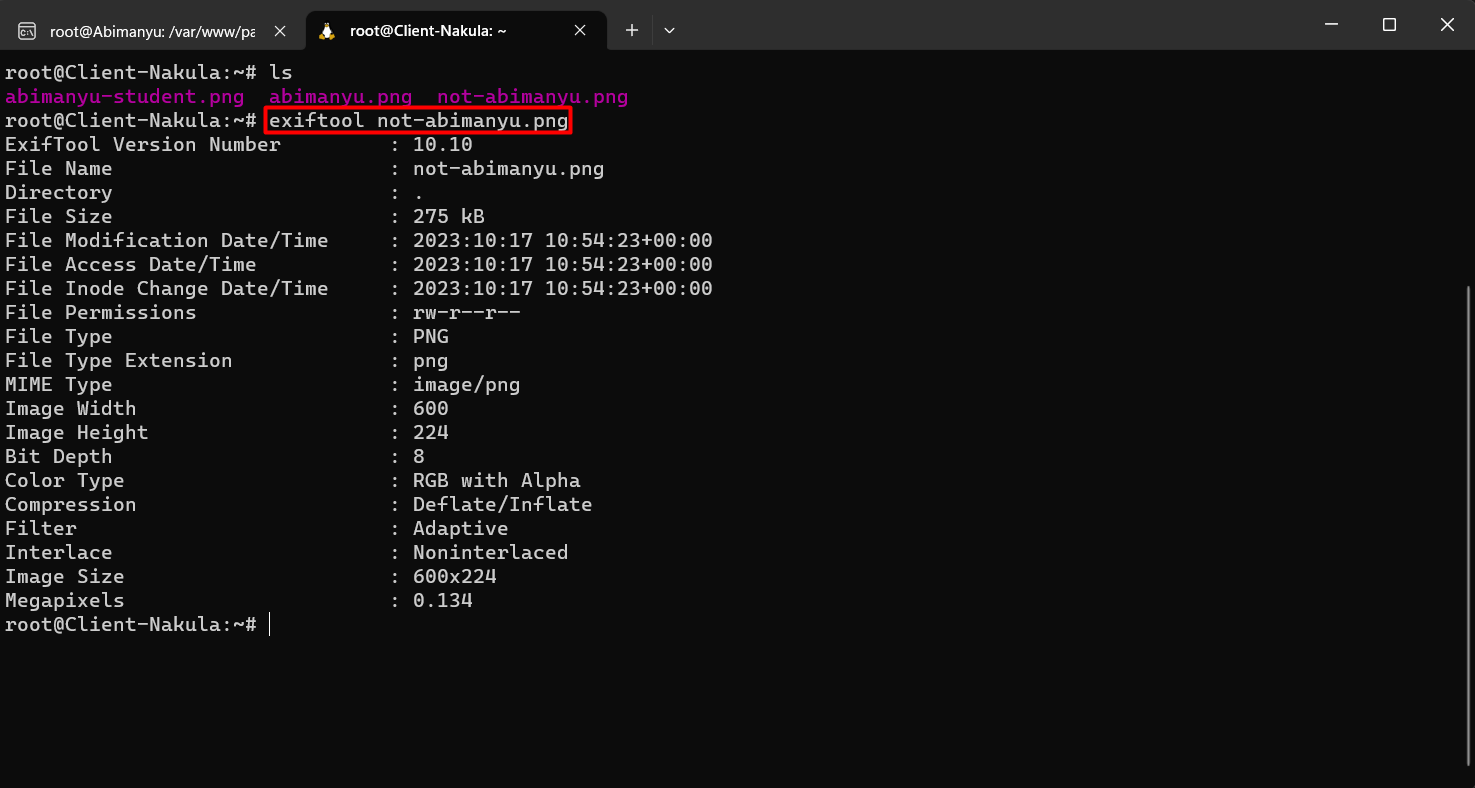 root@Abimanyu: /var/www/pa
root@Client-Nakula: ~
root@Client-Nakula:~# ls
abimanyu-student.png  abimanyu.png  not-abimanyu.png
root@Client-Nakula:~# exiftool not-abimanyu.png
ExifTool Version Number         : 10.10
File Name                       : not-abimanyu.png
Directory                       : .
File Size                       : 275 kB
File Modification Date/Time     : 2023:10:17 10:54:23+00:00
File Access Date/Time           : 2023:10:17 10:54:23+00:00
File Inode Change Date/Time     : 2023:10:17 10:54:23+00:00
File Permissions                : rw-r--r--
File Type                       : PNG
File Type Extension             : png
MIME Type                       : image/png
Image Width                     : 600
Image Height                    : 224
Bit Depth                       : 8
Color Type                      : RGB with Alpha
Compression                     : Deflate/Inflate
Filter                          : Adaptive
Interlace                       : Noninterlaced
Image Size                      : 600x224
Megapixels                      : 0.134
root@Client-Nakula:~#